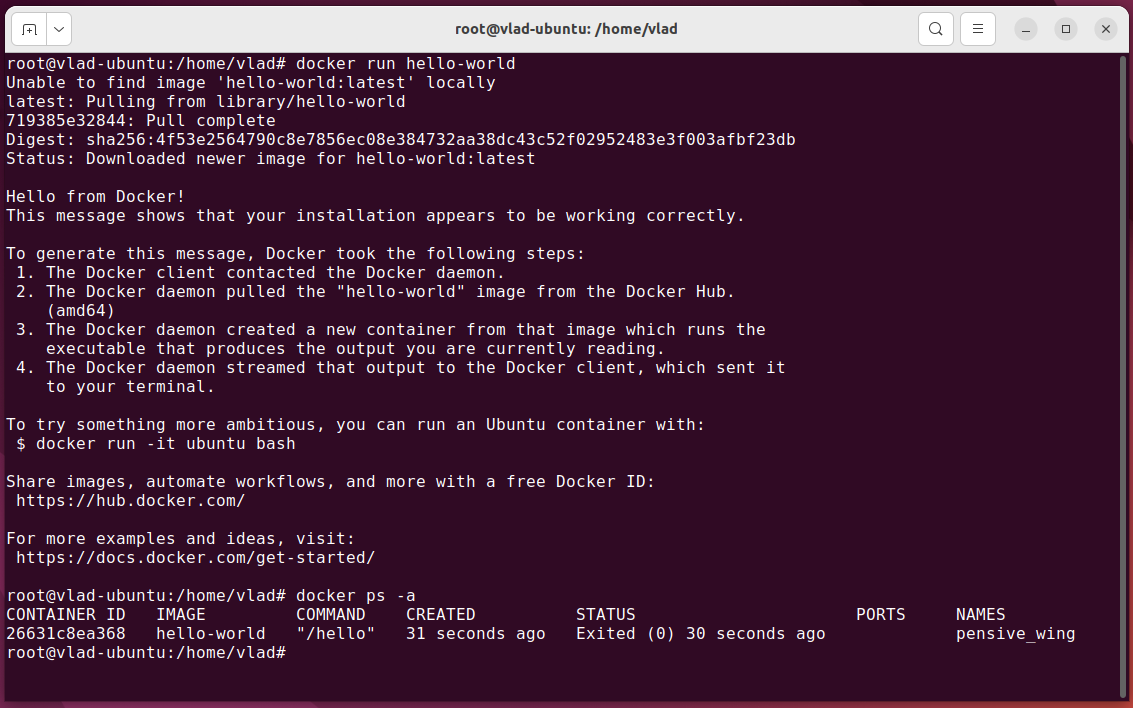 root@vlad-ubuntu: /home/vlad
root@vlad-ubuntu:/home/vlad# docker run hello-world
Unable to find image 'hello-world:latest' locally
latest: Pulling from library/hello-world
719385e32844: Pull complete
Digest: sha256:4f53e2564790c8e7856ec08e384732aa38dc43c52f02952483e3f003afbf23db
Status: Downloaded newer image for hello-world:latest

Hello from Docker!
This message shows that your installation appears to be working correctly.

To generate this message, Docker took the following steps:
 1. The Docker client contacted the Docker daemon.
 2. The Docker daemon pulled the "hello-world" image from the Docker Hub.
    (amd64)
 3. The Docker daemon created a new container from that image which runs the
    executable that produces the output you are currently reading.
 4. The Docker daemon streamed that output to the Docker client, which sent it
    to your terminal.

To try something more ambitious, you can run an Ubuntu container with:
 $ docker run -it ubuntu bash

Share images, automate workflows, and more with a free Docker ID:
 https://hub.docker.com/

For more examples and ideas, visit:
 https://docs.docker.com/get-started/

root@vlad-ubuntu:/home/vlad# docker ps -a
CONTAINER ID   IMAGE         COMMAND    CREATED          STATUS                      PORTS     NAMES
26631c8ea368   hello-world   "/hello"   31 seconds ago   Exited (0) 30 seconds ago             pensive_wing
root@vlad-ubuntu:/home/vlad#